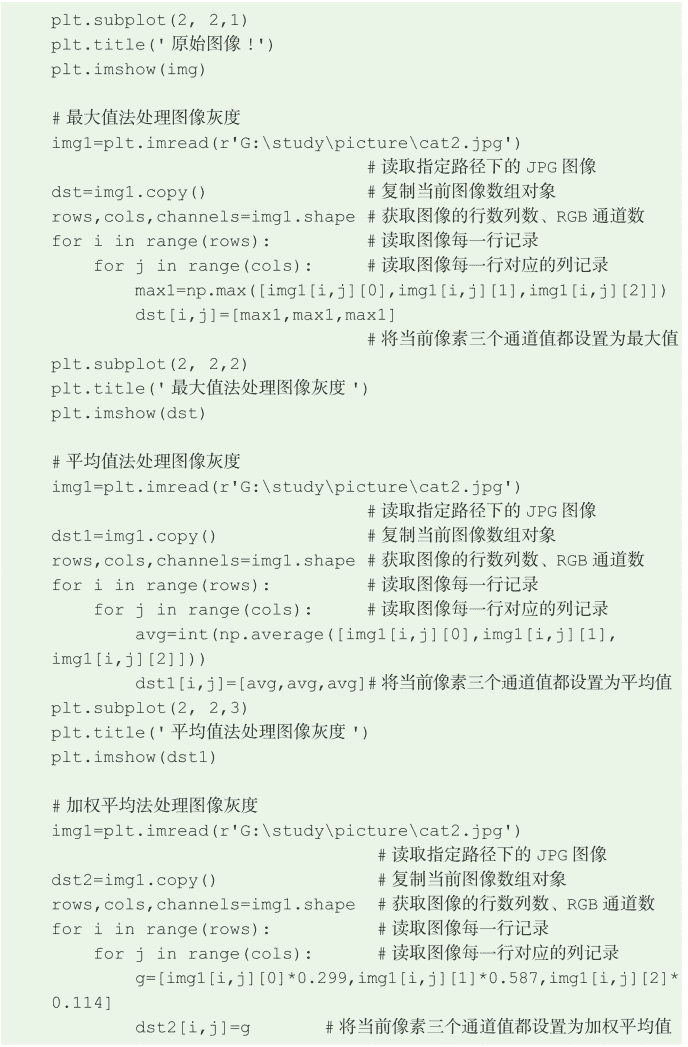 plt.subplot(2, 2,1)
plt.title('原始图像!')
plt.imshow(img)
#最大值法处理图像灰度
img1=plt.imread(r'G:\study\picture\cat2.jpg')
#读取指定路径下的 JPG 图像
dst=img1.copy() #复制当前图像数组对象
rows,cols,channels=img1.shape #获取图像的行数列数、RGB 通道数
for i in range(rows): #读取图像每一行记录
for j in range(cols): #读取图像每一行对应的列记录
max1=np.max([img1[i,j][0],img1[i,j][1],img1[i,j][2]])
dst[i,j]=[max1,max1,max1]
#将当前像素三个通道值都设置为最大值
plt.subplot(2, 2,2)
plt.title('最大值法处理图像灰度')
plt.imshow(dst)
#平均值法处理图像灰度
img1=plt.imread(r'G:\study\picture\cat2.jpg')
#读取指定路径下的 JPG 图像
dst1=img1.copy() #复制当前图像数组对象
rows,cols,channels=img1.shape #获取图像的行数列数、RGB 通道数
for i in range(rows): #读取图像每一行记录
for j in range(cols): #读取图像每一行对应的列记录
avg=int(np.average([img1[i,j][0],img1[i,j][1],
img1[i,j][2]]))
dst1[i,j]=[avg,avg,avg]#将当前像素三个通道值都设置为平均值
plt.subplot(2, 2,3)
plt.title('平均值法处理图像灰度')
plt.imshow(dst1)
#加权平均法处理图像灰度
img1=plt.imread(r'G:\study\picture\cat2.jpg')
#读取指定路径下的 JPG 图像
dst2=img1.copy() #复制当前图像数组对象
rows,cols,channels=img1.shape #获取图像的行数列数、RGB 通道数
for i in range(rows): #读取图像每一行记录
for j in range(cols): #读取图像每一行对应的列记录
g=[img1[i,j][0]*0.299,img1[i,j][1]*0.587,img1[i,j][2]*
0.114]
dst2[i,j]=g #将当前像素三个通道值都设置为加权平均值